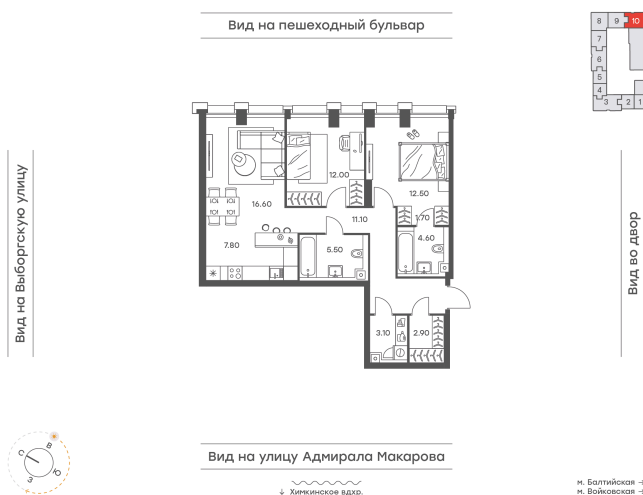 Вид на пешеходный бульвар
8 9 10
7
6
5
4
3 2 1
Вид на Выборгскую улицу
Вид во двор
12.00
12.50
16.60
11.10
1.70
7.80
5.50
4.60
3.10
2.90
Вид на улицу Адмирала Макарова
С В
З Ю
↓ Химкинское вдхр.
м. Балтийская
м. Войковская